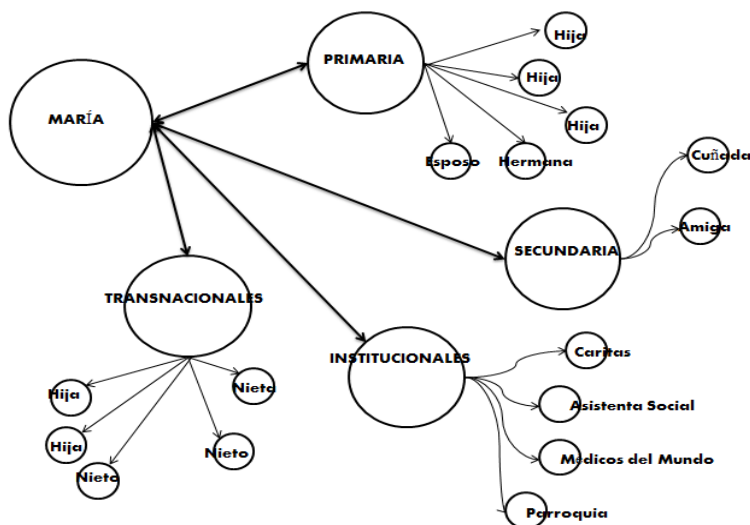 MARÍA
PRIMARIA
Hija
Hija
Hija
Esposo
Hermana
SECUNDARIA
Cuñada
Amiga
TRANSNACIONALES
Hija
Hija
Nieto
Nieto
Nieto
INSTITUCIONALES
Caritas
Asistenta Social
Médicos del Mundo
Parroquia